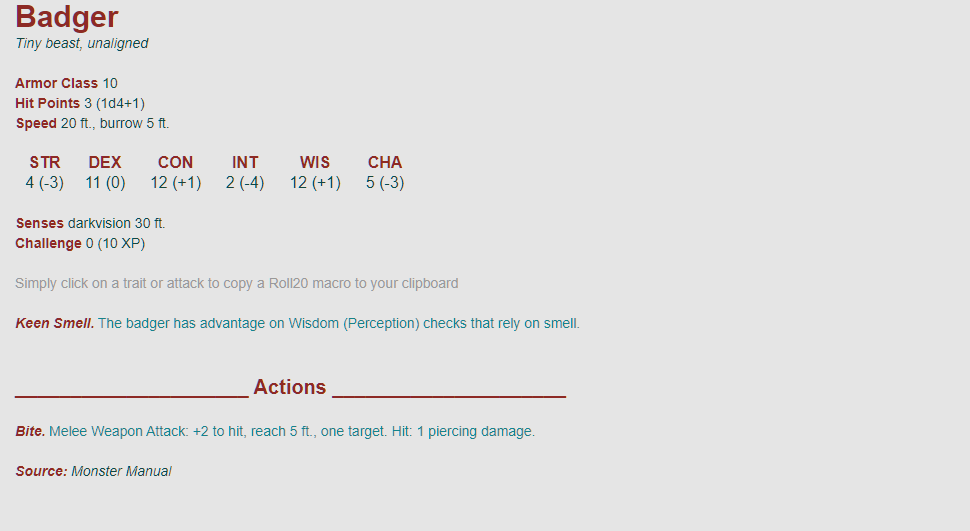 Badger
Tiny beast, unaligned
Armor Class 10
Hit Points 3 (1d4+1)
Speed 20 ft., burrow 5 ft.
STR DEX CON INT WIS CHA
4 (-3) 11 (0) 12 (+1) 2 (-4) 12 (+1) 5 (-3)
Senses darkvision 30 ft.
Challenge 0 (10 XP)
Simply click on a trait or attack to copy a Roll20 macro to your clipboard
Keen Smell. The badger has advantage on Wisdom (Perception) checks that rely on smell.
_____________________ Actions _____________________
Bite. Melee Weapon Attack: +2 to hit, reach 5 ft., one target. Hit: 1 piercing damage.
Source: Monster Manual